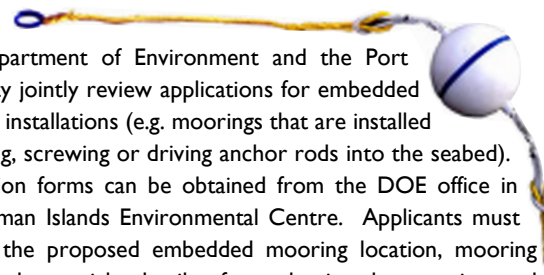 partment of Environment and the Port
y jointly review applications for embedded
installations (e.g. moorings that are installed
g, screwing or driving anchor rods into the seabed).
on forms can be obtained from the DOE office in
man Islands Environmental Centre. Applicants must
the proposed embedded mooring location, mooring